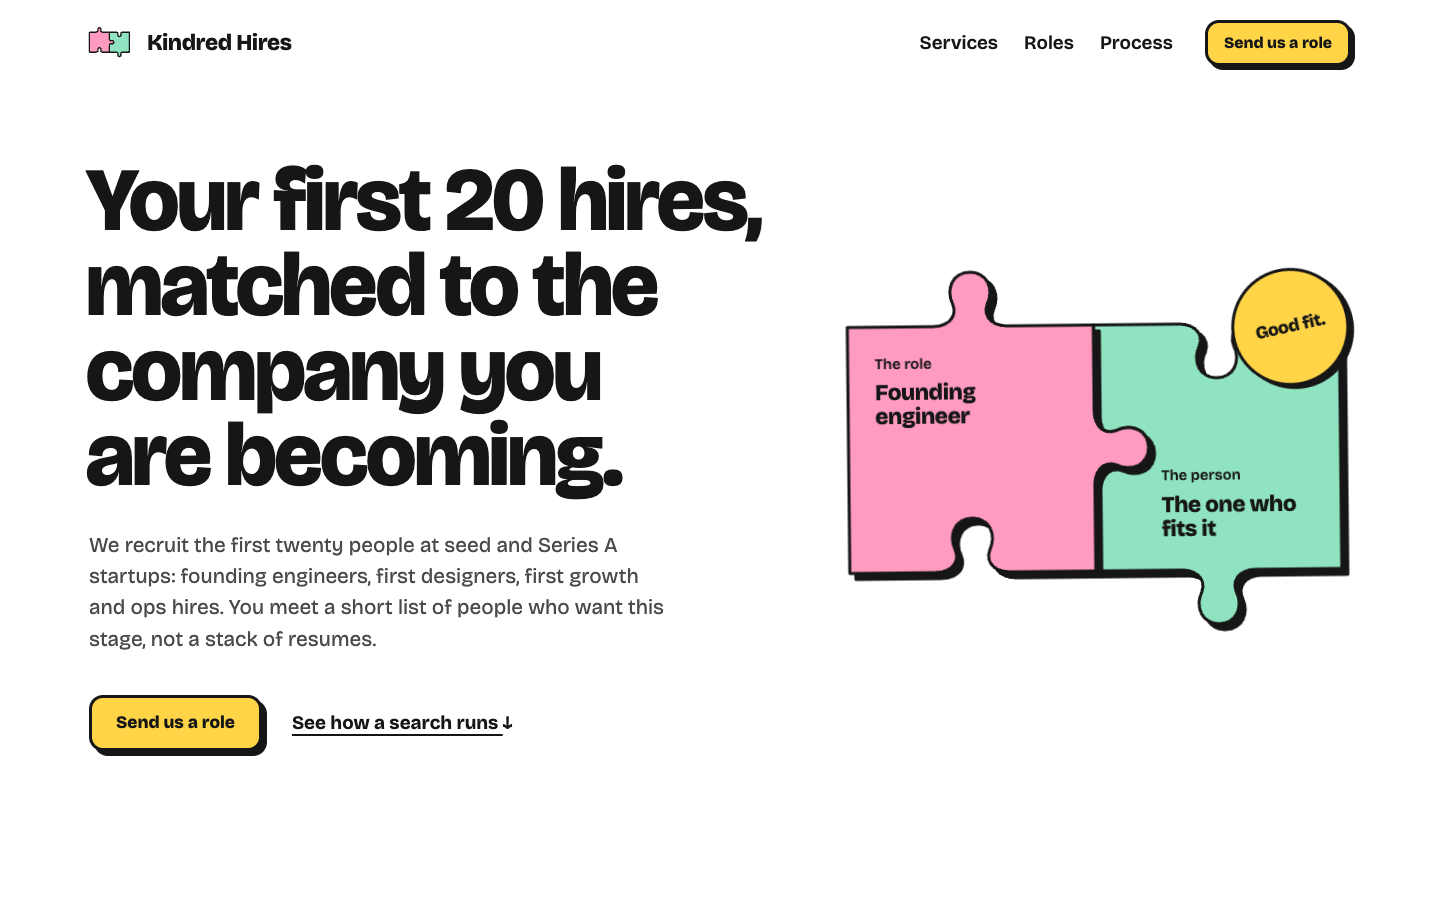 Kindred Hires
Services
Roles
Process
Send us a role
Your first 20 hires,
matched to the
company you
are becoming.
We recruit the first twenty people at seed and Series A
startups: founding engineers, first designers, first growth
and ops hires. You meet a short list of people who want this
stage, not a stack of resumes.
Send us a role
See how a search runs ↓
The role
Founding
engineer
Good fit.
The person
The one who
fits it